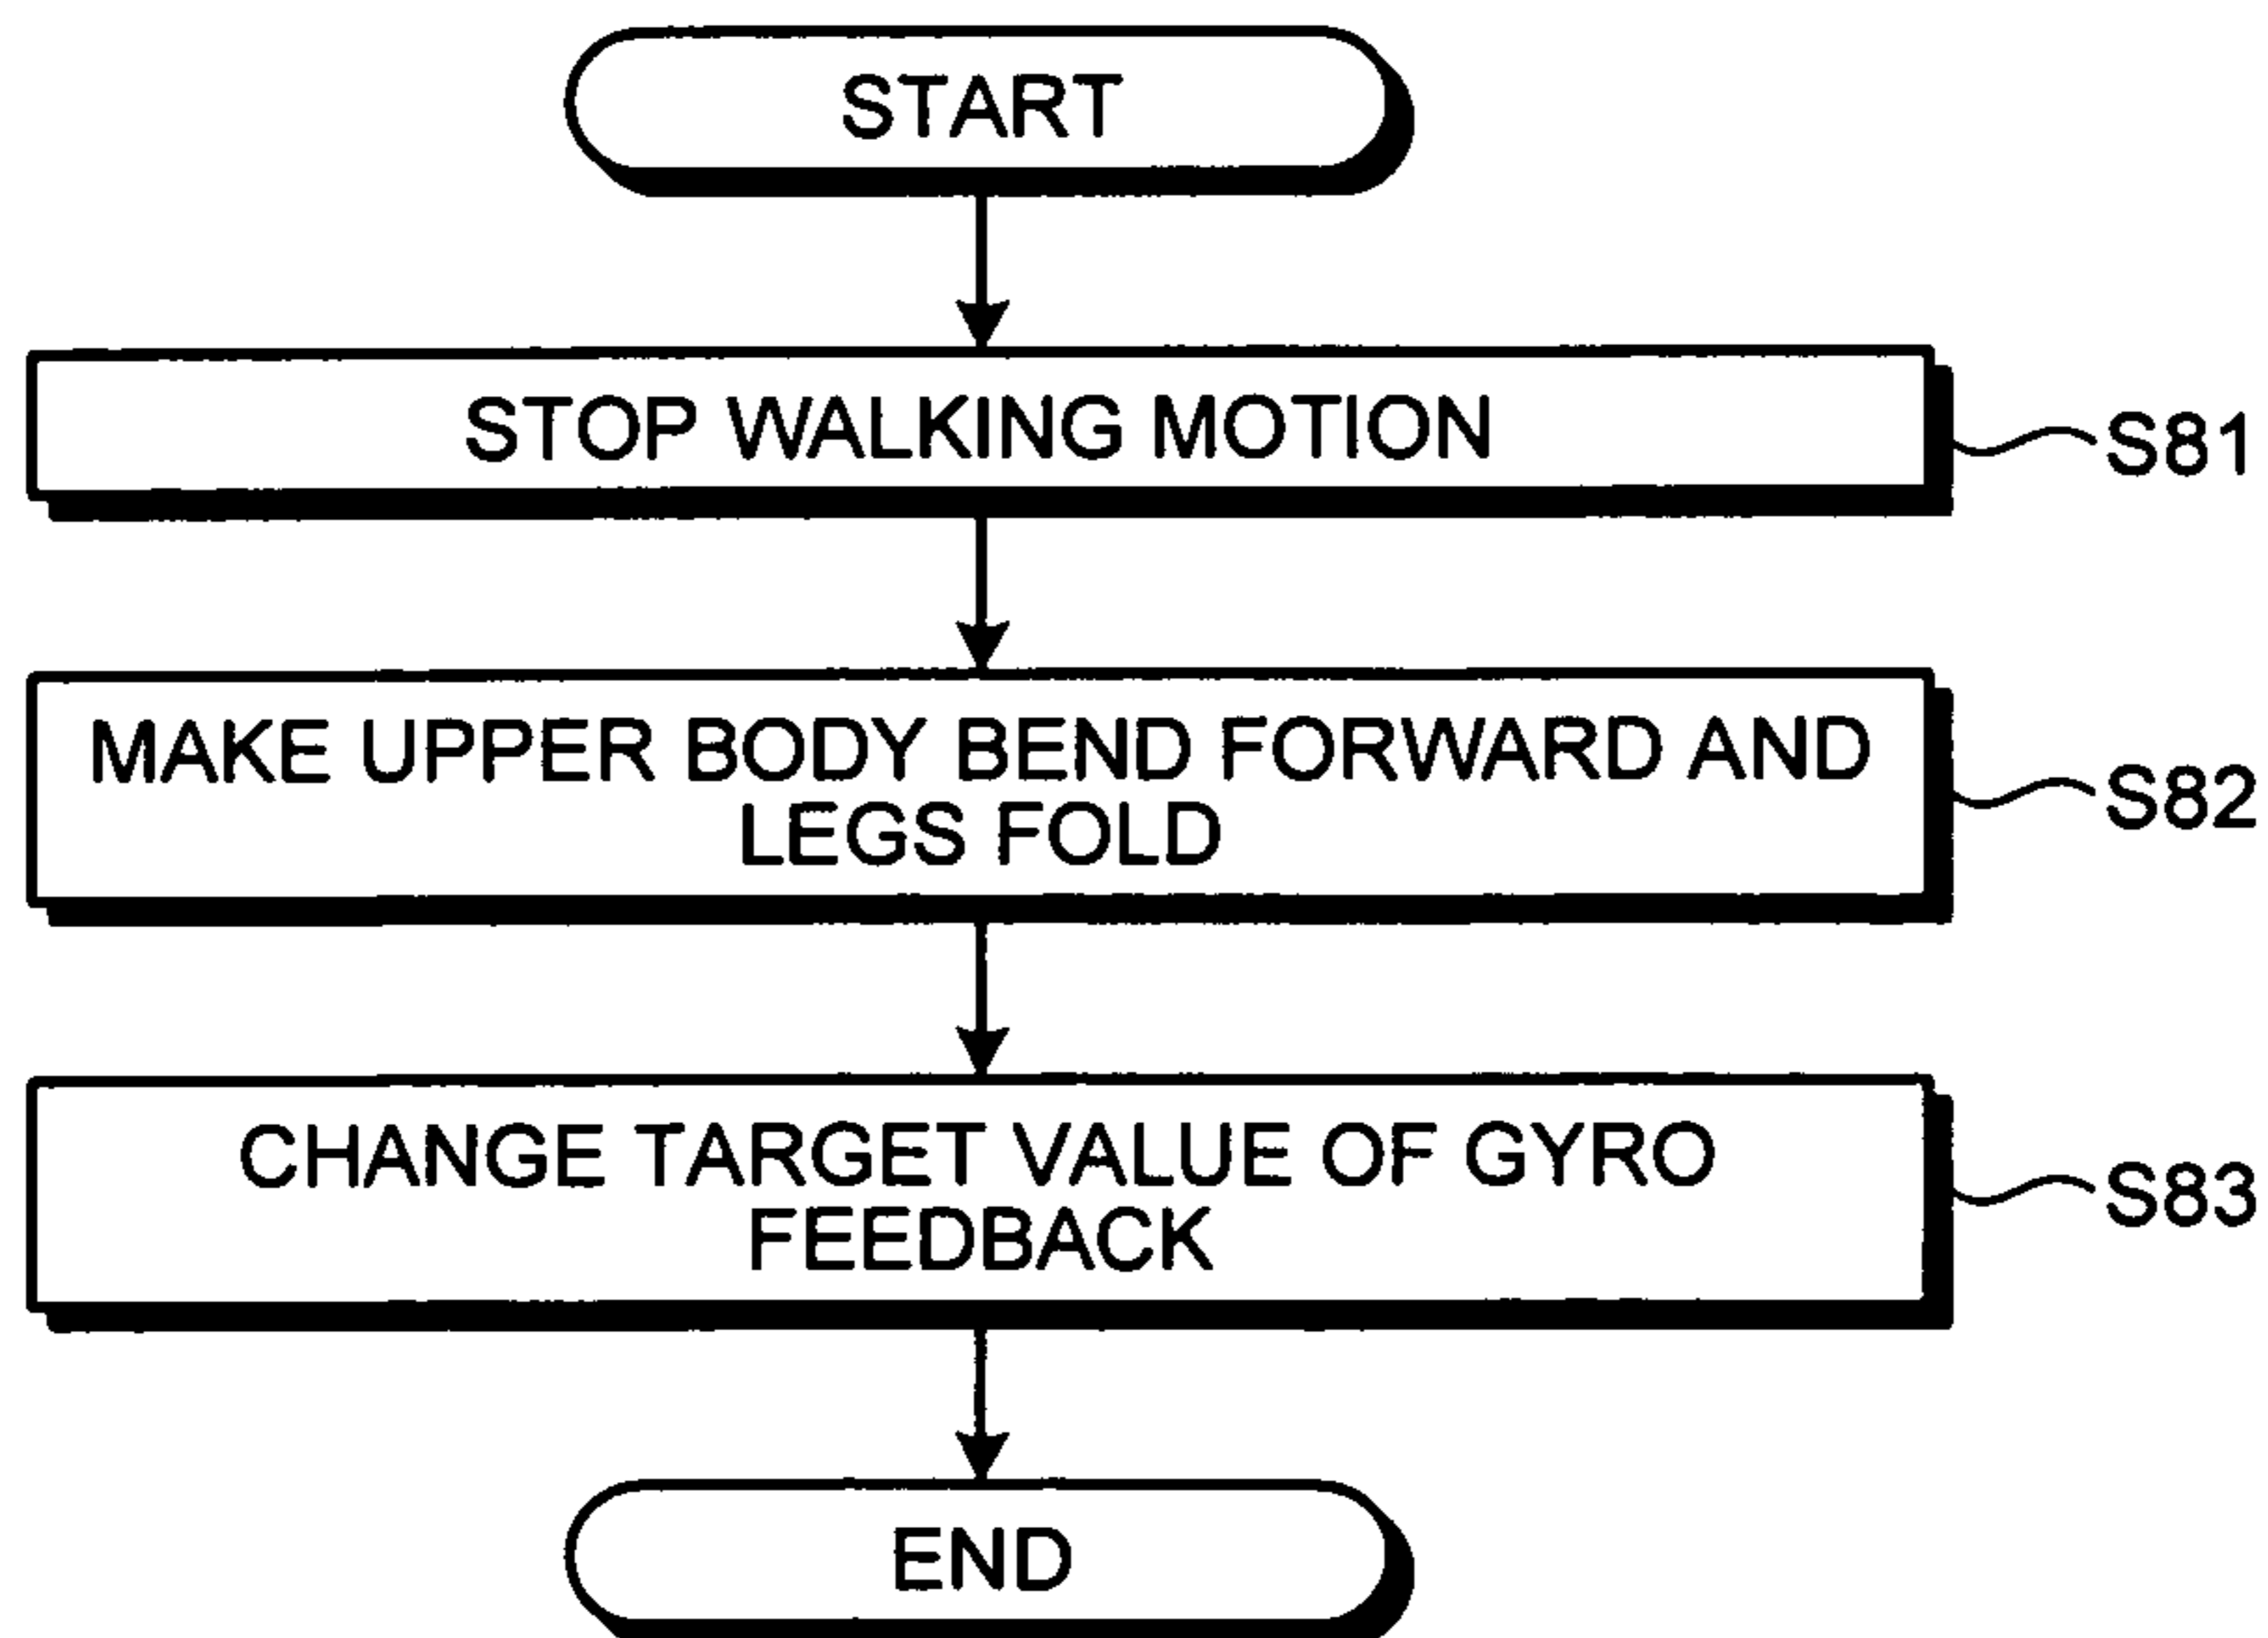 START
STOP WALKING MOTION
S81
MAKE UPPER BODY BEND FORWARD AND
LEGS FOLD
S82
CHANGE TARGET VALUE OF GYRO
FEEDBACK
S83
END